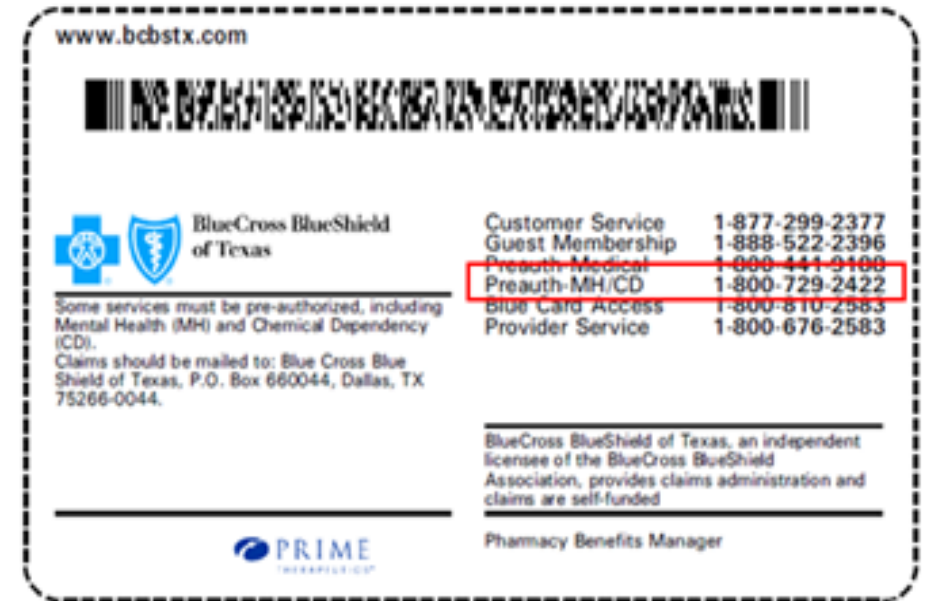 www.bcbstx.com
BlueCross BlueShield
of Texas
Some services must be pre-authorized, including
Mental Health (MH) and Chemical Dependency
(CD).
Claims should be mailed to: Blue Cross Blue
Shield of Texas, P.O. Box 660044, Dallas, TX
75266-0044.
Customer Service 1-877-299-2377
Guest Membership 1-888-522-2396
Preauth-Medical 1-800-441-9188
Preauth-MH/CD 1-800-729-2422
Blue Card Access 1-800-810-2583
Provider Service 1-800-676-2583
BlueCross BlueShield of Texas, an independent
licensee of the BlueCross BlueShield
Association, provides claims administration and
claims are self-funded
PRIME
THERAPEUTICS
Pharmacy Benefits Manager